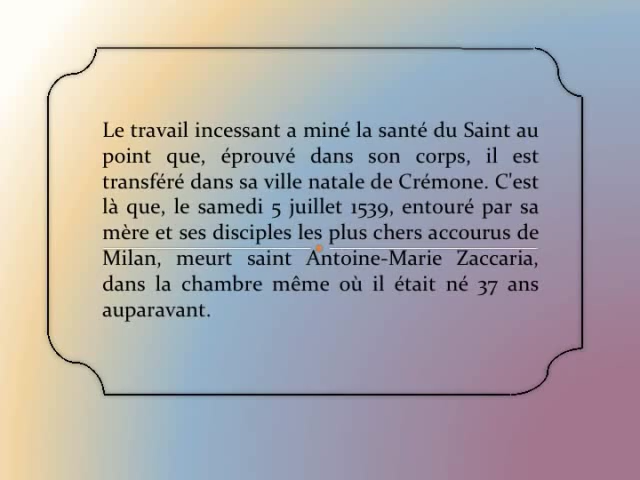 Le travail incessant a miné la santé du Saint au
point que, éprouvé dans son corps, il est
transféré dans sa ville natale de Crémone. C'est
là que, le samedi 5 juillet 1539, entouré par sa
mère et ses disciples les plus chers accourus de
Milan, meurt saint Antoine-Marie Zaccaria,
dans la chambre même où il était né 37 ans
auparavant.